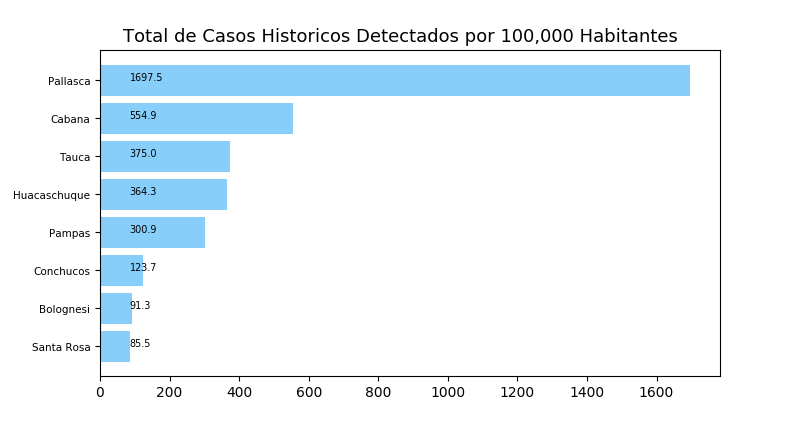 Total de Casos Historicos Detectados por 100,000 Habitantes
Pallasca 1697.5
Cabana 554.9
Tauca 375.0
Huacaschuque 364.3
Pampas 300.9
Conchucos 123.7
Bolognesi 91.3
Santa Rosa 85.5
0 200 400 600 800 1000 1200 1400 1600